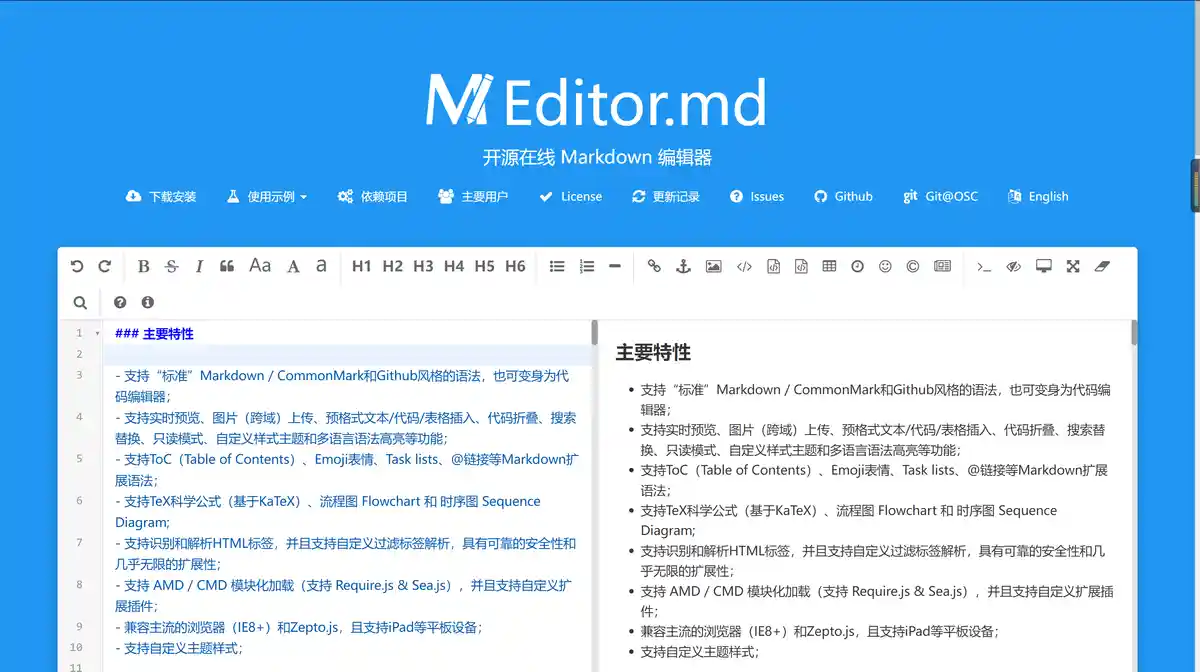 Editor.md
开源在线 Markdown 编辑器
下载安装 使用示例 依赖项目 主要用户 License 更新记录 Issues Github git Git@OSC English
B S I “ Aa A a H1 H2 H3 H4 H5 H6
1 ### 主要特性
2
3 - 支持“标准”Markdown / CommonMark和Github风格的语法，也可变身为代
码编辑器；
4 - 支持实时预览、图片（跨域）上传、预格式文本/代码/表格插入、代码折叠、搜索
替换、只读模式、自定义样式主题和多语言语法高亮等功能；
5 - 支持ToC（Table of Contents）、Emoji表情、Task lists、@链接等Markdown扩
展语法；
6 - 支持TeX科学公式（基于KaTeX）、流程图 Flowchart 和 时序图 Sequence
Diagram;
7 - 支持识别和解析HTML标签，并且支持自定义过滤标签解析，具有可靠的安全性和
几乎无限的扩展性；
8 - 支持 AMD / CMD 模块化加载（支持 Require.js & Sea.js），并且支持自定义扩
展插件；
9 - 兼容主流的浏览器（IE8+）和Zepto.js，且支持iPad等平板设备；
10 - 支持自定义主题样式；
11
主要特性
• 支持“标准”Markdown / CommonMark和Github风格的语法，也可变身为代码编
辑器；
• 支持实时预览、图片（跨域）上传、预格式文本/代码/表格插入、代码折叠、搜索替
换、只读模式、自定义样式主题和多语言语法高亮等功能；
• 支持ToC（Table of Contents）、Emoji表情、Task lists、@链接等Markdown扩展
语法；
• 支持TeX科学公式（基于KaTeX）、流程图 Flowchart 和 时序图 Sequence
Diagram;
• 支持识别和解析HTML标签，并且支持自定义过滤标签解析，具有可靠的安全性和几
乎无限的扩展性；
• 支持 AMD / CMD 模块化加载（支持 Require.js & Sea.js），并且支持自定义扩展插
件；
• 兼容主流的浏览器（IE8+）和Zepto.js，且支持iPad等平板设备；
• 支持自定义主题样式；